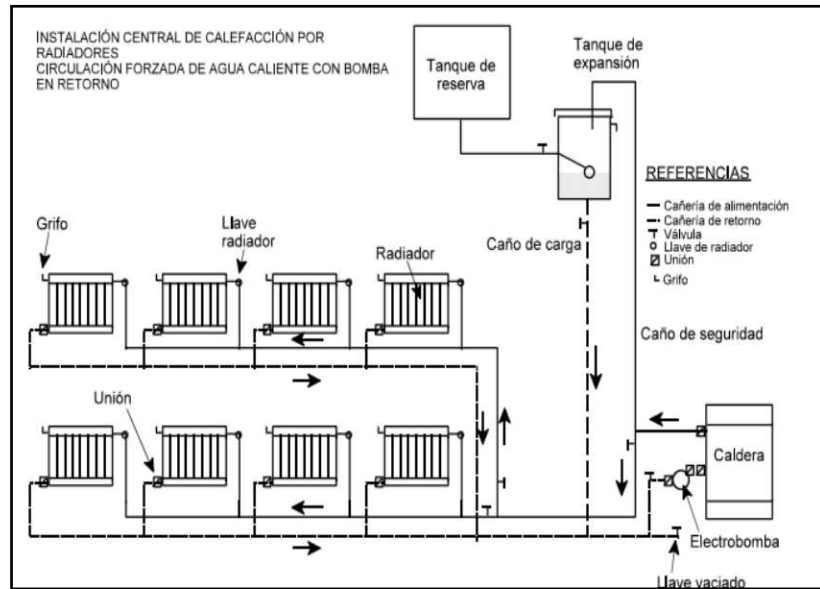 INSTALACIÓN CENTRAL DE CALEFACCIÓN POR
RADIADORES
CIRCULACIÓN FORZADA DE AGUA CALIENTE CON BOMBA
EN RETORNO
Tanque de
reserva
Tanque de
expansión
REFERENCIAS
Cañería de alimentación
Cañería de retorno
Válvula
Llave de radiador
Unión
Grifo
Grifo
Llave
radiador
Radiador
Caño de carga
Caño de seguridad
Unión
Caldera
Electrobomba
Llave vaciado